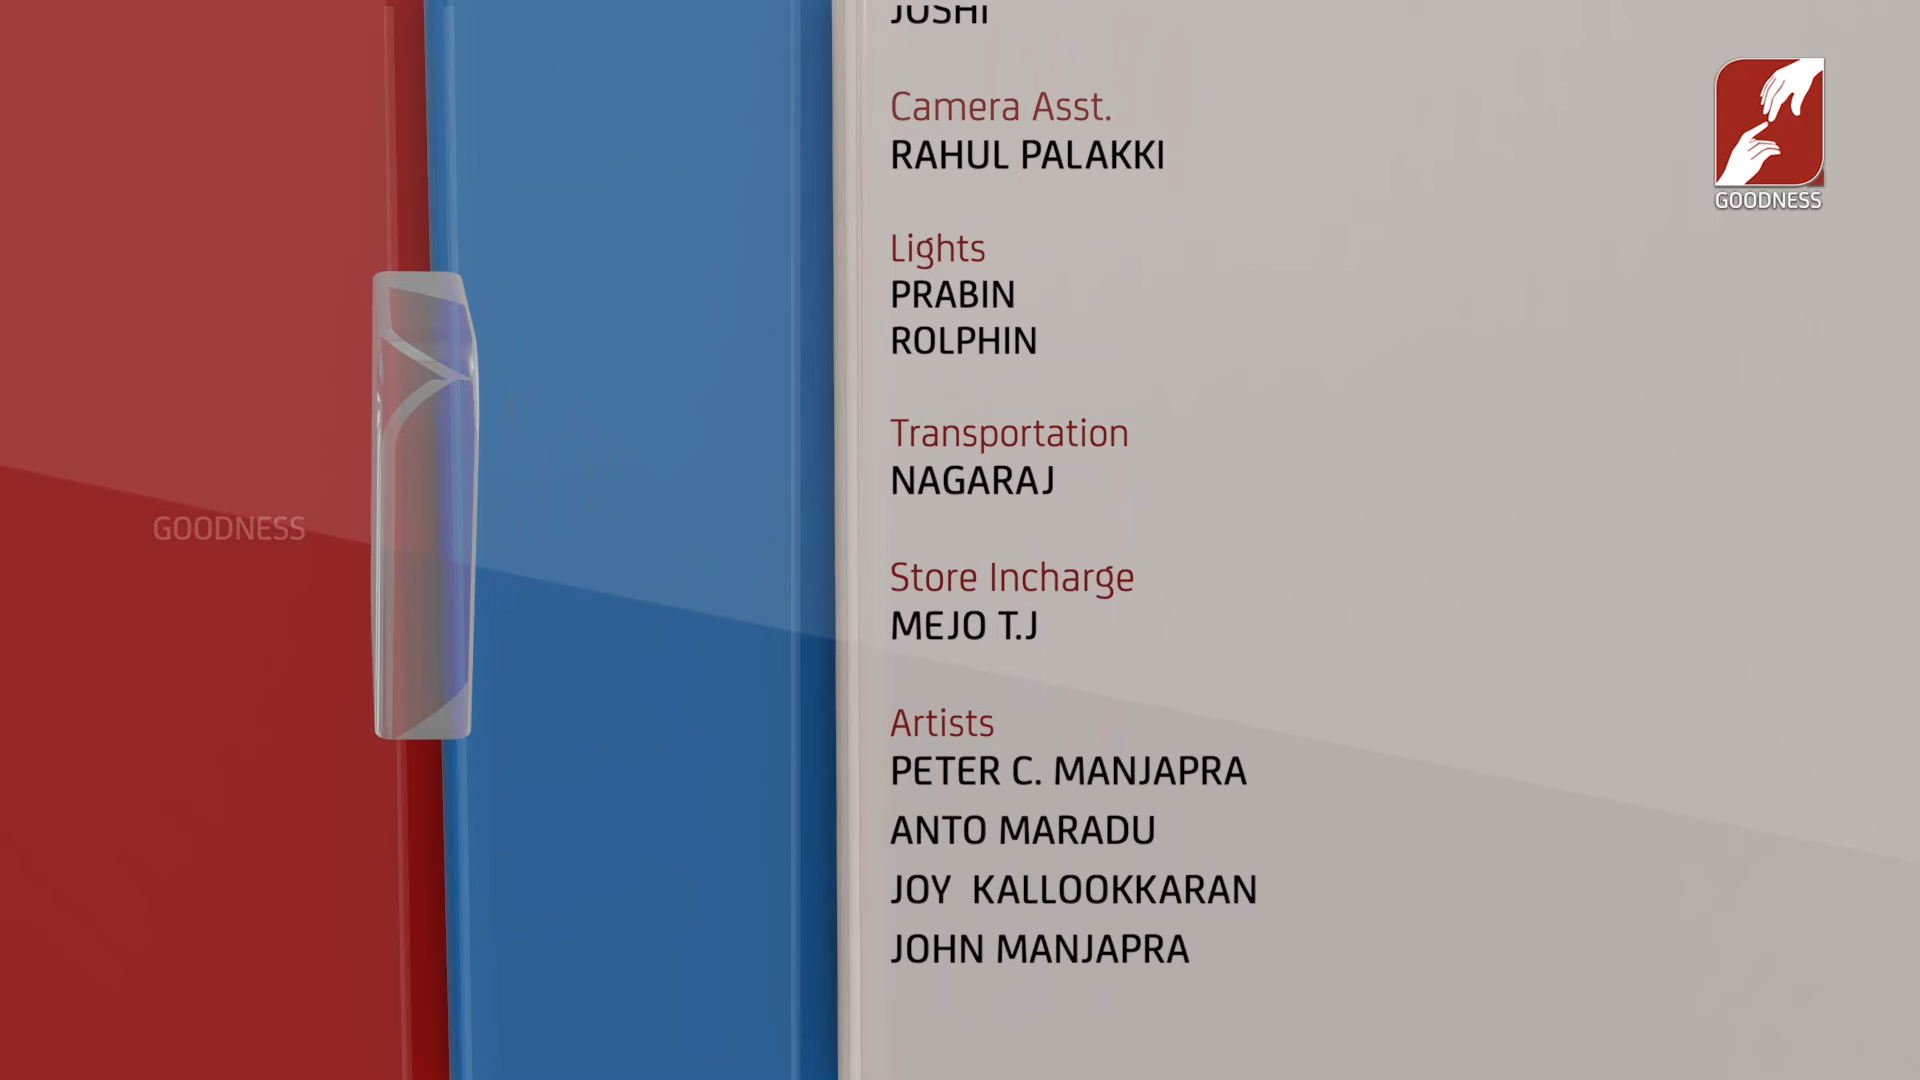 JOSHI
Camera Asst.
RAHUL PALAKKI
GOODNESS
Lights
PRABIN
ROLPHIN
Transportation
NAGARAJ
GOODNESS
Store Incharge
MEJO T.J
Artists
PETER C. MANJAPRA
ANTO MARADU
JOY KALLOOKKARAN
JOHN MANJAPRA